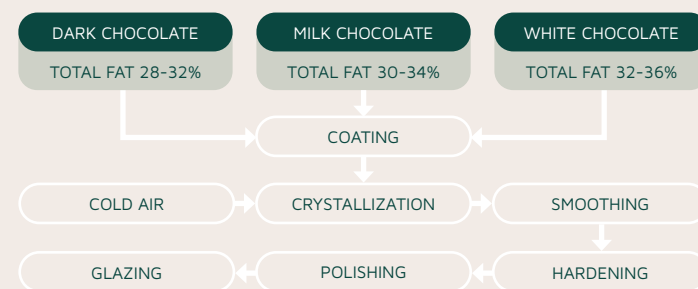 DARK CHOCOLATE
MILK CHOCOLATE
WHITE CHOCOLATE
TOTAL FAT 28-32%
TOTAL FAT 30-34%
TOTAL FAT 32-36%
COATING
COLD AIR
CRYSTALLIZATION
SMOOTHING
GLAZING
POLISHING
HARDENING